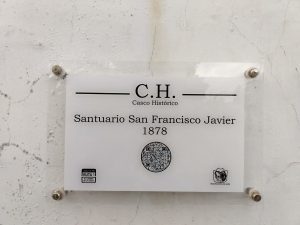 C.H.
Casco Histórico
Santuario San Francisco Javier
1878